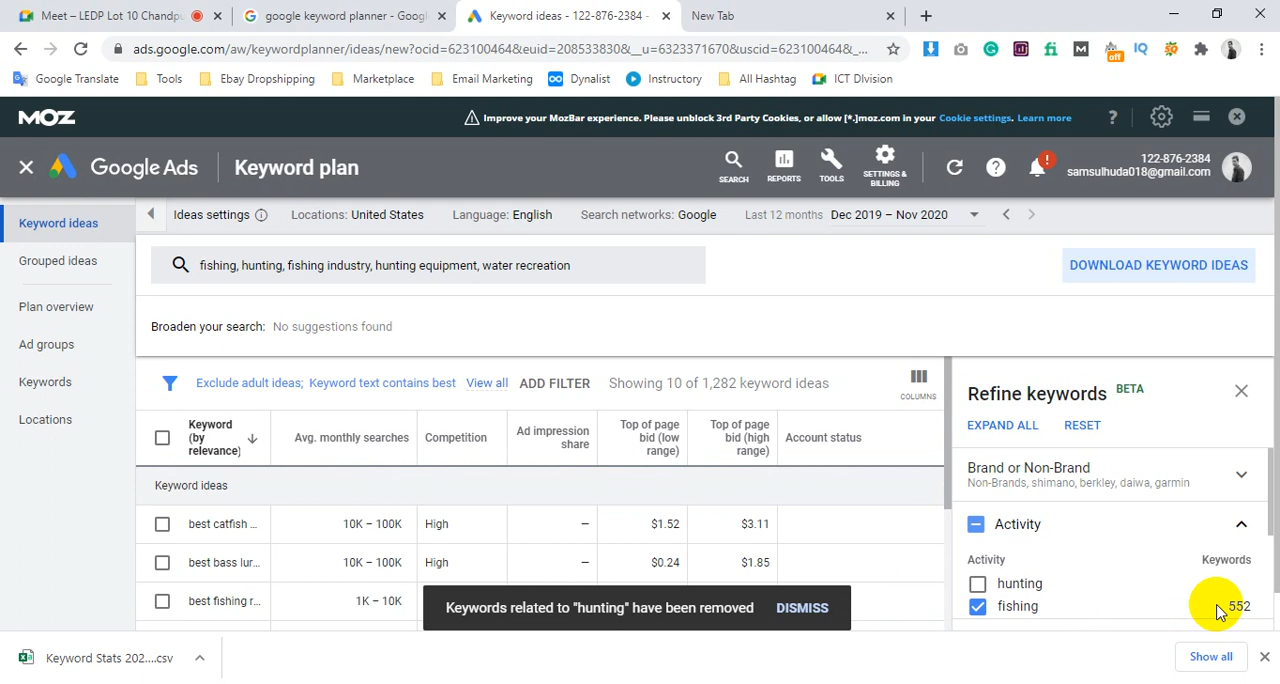 Meet – LEDP Lot 10 Chandpu
google keyword planner - Googl
Keyword ideas - 122-876-2384 -
New Tab
ads.google.com/aw/keywordplanner/ideas/new?ocid=623100464&euid=208533830&__u=6323371670&uscid=623100464&_...
Google Translate
Tools
Ebay Dropshipping
Marketplace
Email Marketing
Dynalist
Instructory
All Hashtag
ICT DIvision
off
MOZ
Improve your MozBar experience. Please unblock 3rd Party Cookies, or allow [*.]moz.com in your Cookie settings. Learn more
Google Ads
Keyword plan
SEARCH
REPORTS
TOOLS
SETTINGS &
BILLING
122-876-2384
samsulhuda018@gmail.com
Keyword ideas
Grouped ideas
Plan overview
Ad groups
Keywords
Locations
Ideas settings
Locations: United States
Language: English
Search networks: Google
Last 12 months
Dec 2019 – Nov 2020
fishing, hunting, fishing industry, hunting equipment, water recreation
DOWNLOAD KEYWORD IDEAS
Broaden your search: No suggestions found
Exclude adult ideas; Keyword text contains best
View all
ADD FILTER
Showing 10 of 1,282 keyword ideas
COLUMNS
Keyword
(by
relevance)
Avg. monthly searches
Competition
Ad impression
share
Top of page
bid (low
range)
Top of page
bid (high
range)
Account status
Keyword ideas
best catfish ... 10K – 100K High – $1.52 $3.11
best bass lur... 10K – 100K High – $0.24 $1.85
best fishing r... 1K – 10K
Keywords related to "hunting" have been removed
DISMISS
Refine keywords BETA
EXPAND ALL
RESET
Brand or Non-Brand
Non-Brands, shimano, berkley, daiwa, garmin
Activity
Activity Keywords
hunting
fishing 552
Keyword Stats 202....csv
Show all